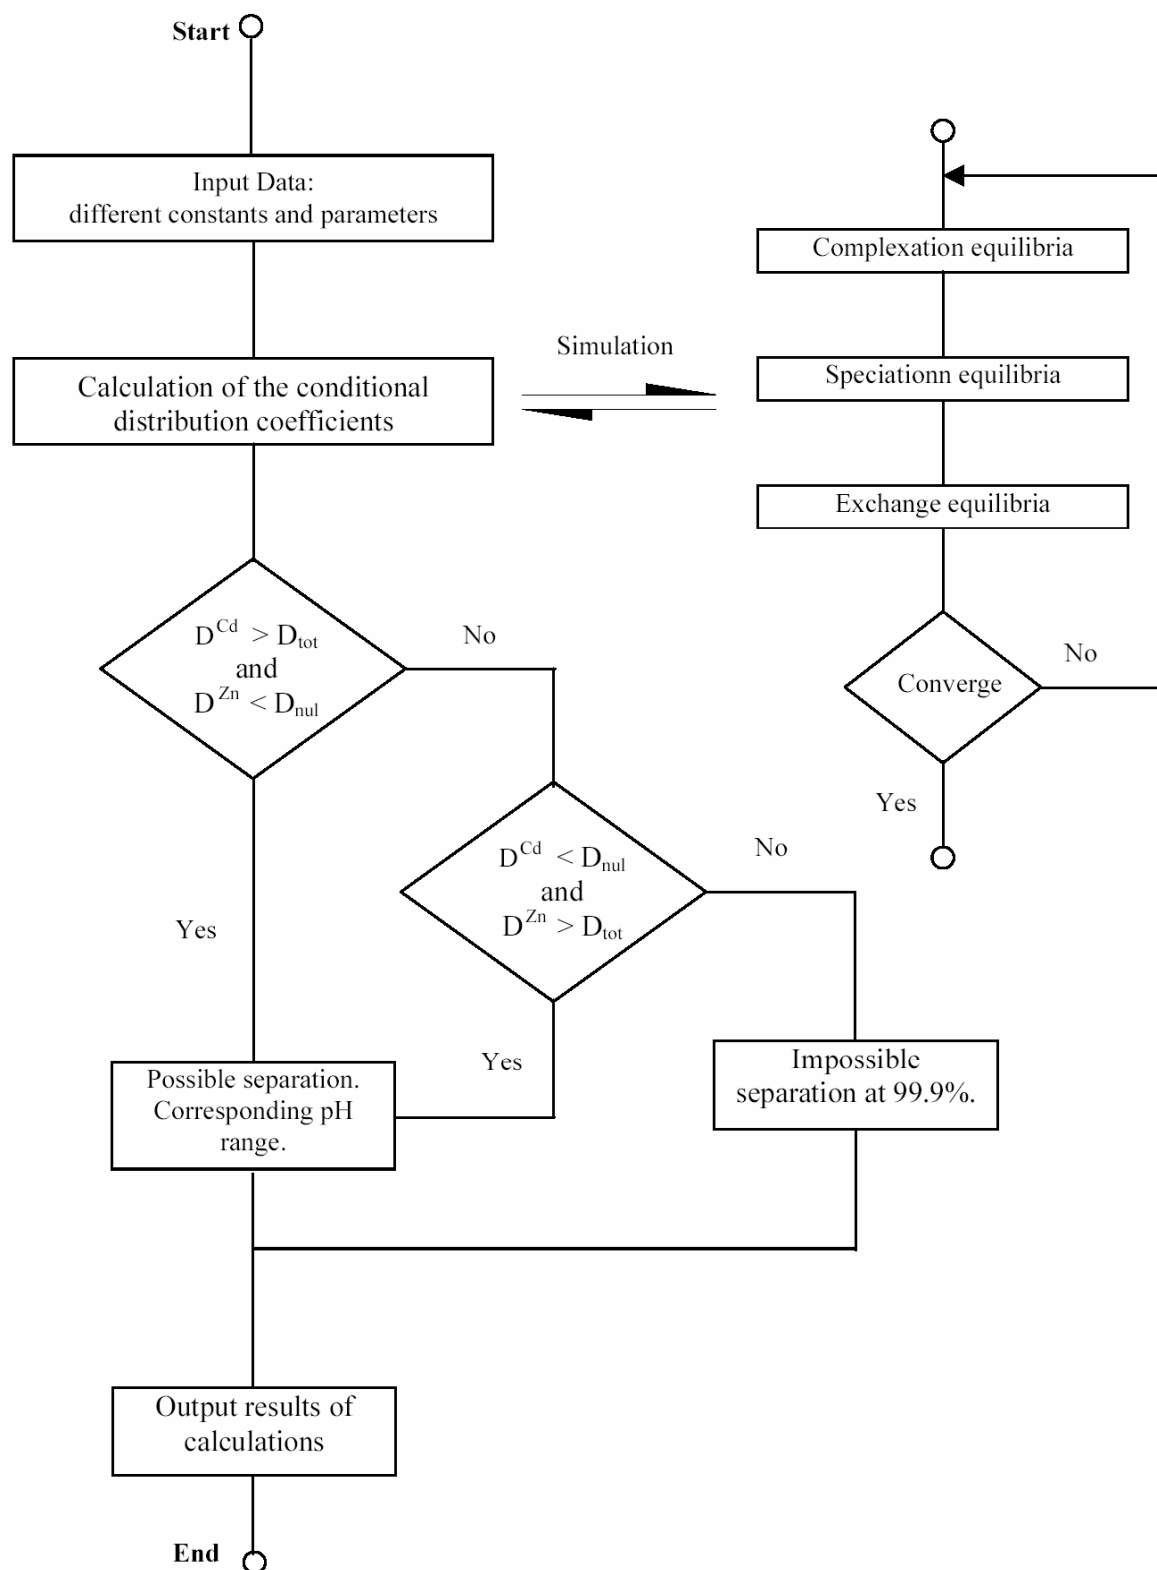 Start
Input Data:
different constants and parameters
Calculation of the conditional
distribution coefficients
Simulation
Complexation equilibria
Speciationn equilibria
Exchange equilibria
Converge
No
Yes
D^Cd > D_tot
and
D^Zn < D_nul
No
Yes
D^Cd < D_nul
and
D^Zn > D_tot
No
Yes
Possible separation.
Corresponding pH
range.
Impossible
separation at 99.9%.
Output results of
calculations
End